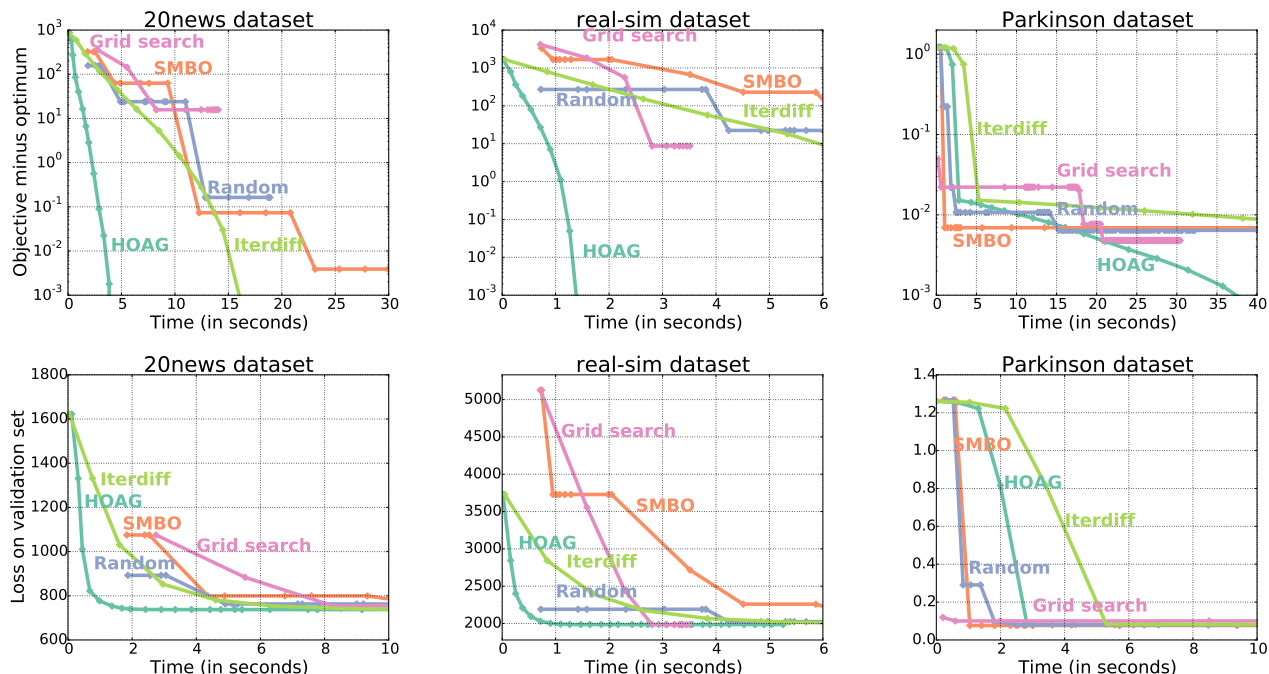 20news dataset
Objective minus optimum
10³
10²
10¹
10⁰
10⁻¹
10⁻²
10⁻³
Grid search
SMBO
Random
HOAG
Iterdiff
0 5 10 15 20 25 30
Time (in seconds)
real-sim dataset
10⁴
10³
10²
10¹
10⁰
10⁻¹
10⁻²
10⁻³
Grid search
SMBO
Random
Iterdiff
HOAG
0 1 2 3 4 5 6
Time (in seconds)
Parkinson dataset
10⁰
10⁻¹
10⁻²
10⁻³
Iterdiff
Grid search
Random
SMBO
HOAG
0 5 10 15 20 25 30 35 40
Time (in seconds)
20news dataset
Loss on validation set
1800
1600
1400
1200
1000
800
600
Iterdiff
HOAG
SMBO
Grid search
Random
0 2 4 6 8 10
Time (in seconds)
real-sim dataset
5000
4500
4000
3500
3000
2500
2000
Grid search
SMBO
HOAG
Iterdiff
Random
0 1 2 3 4 5 6
Time (in seconds)
Parkinson dataset
1.4
1.2
1.0
0.8
0.6
0.4
0.2
0.0
SMBO
HOAG
Iterdiff
Random
Grid search
0 2 4 6 8 10
Time (in seconds)